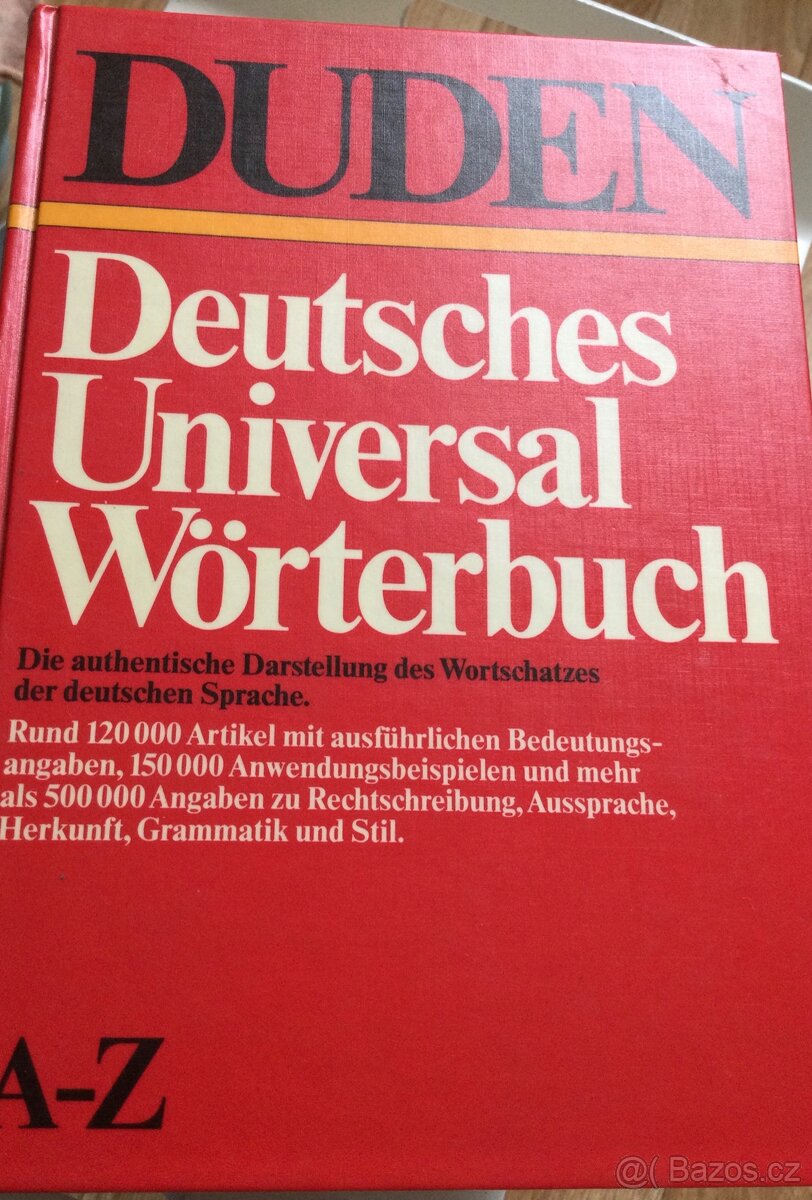 DUDEN
Deutsches
Universal
Wörterbuch
Die authentische Darstellung des Wortschatzes
der deutschen Sprache.
Rund 120 000 Artikel mit ausführlichen Bedeutungs-
angaben, 150 000 Anwendungsbeispielen und mehr
als 500 000 Angaben zu Rechtschreibung, Aussprache,
Herkunft, Grammatik und Stil.
A-Z
@( Bazos.cz